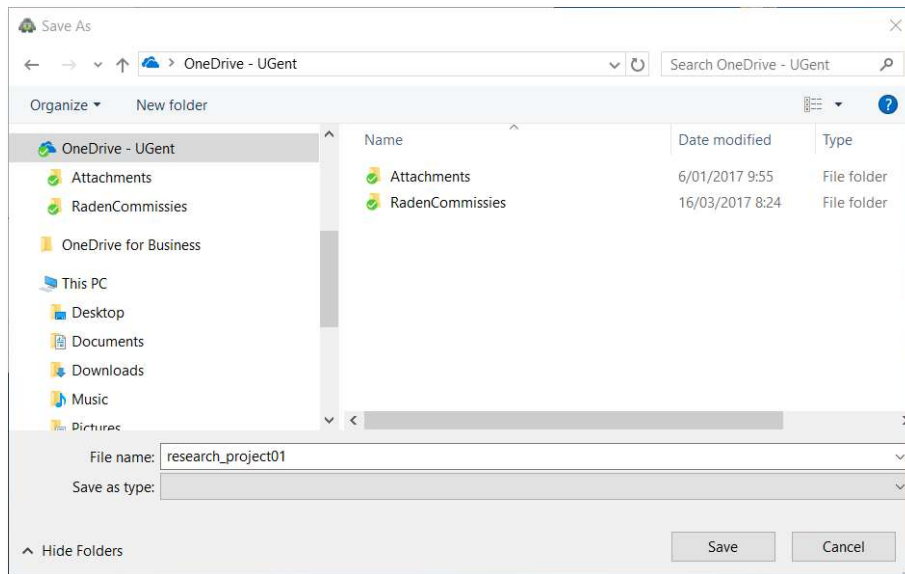 Save As
OneDrive - UGent
Search OneDrive - UGent
Organize
New folder
?
OneDrive - UGent
Attachments
RadenCommissies
OneDrive for Business
This PC
Desktop
Documents
Downloads
Music
Pictures
Name Date modified Type
Attachments 6/01/2017 9:55 File folder
RadenCommissies 16/03/2017 8:24 File folder
File name: research_project01
Save as type:
Hide Folders
Save
Cancel